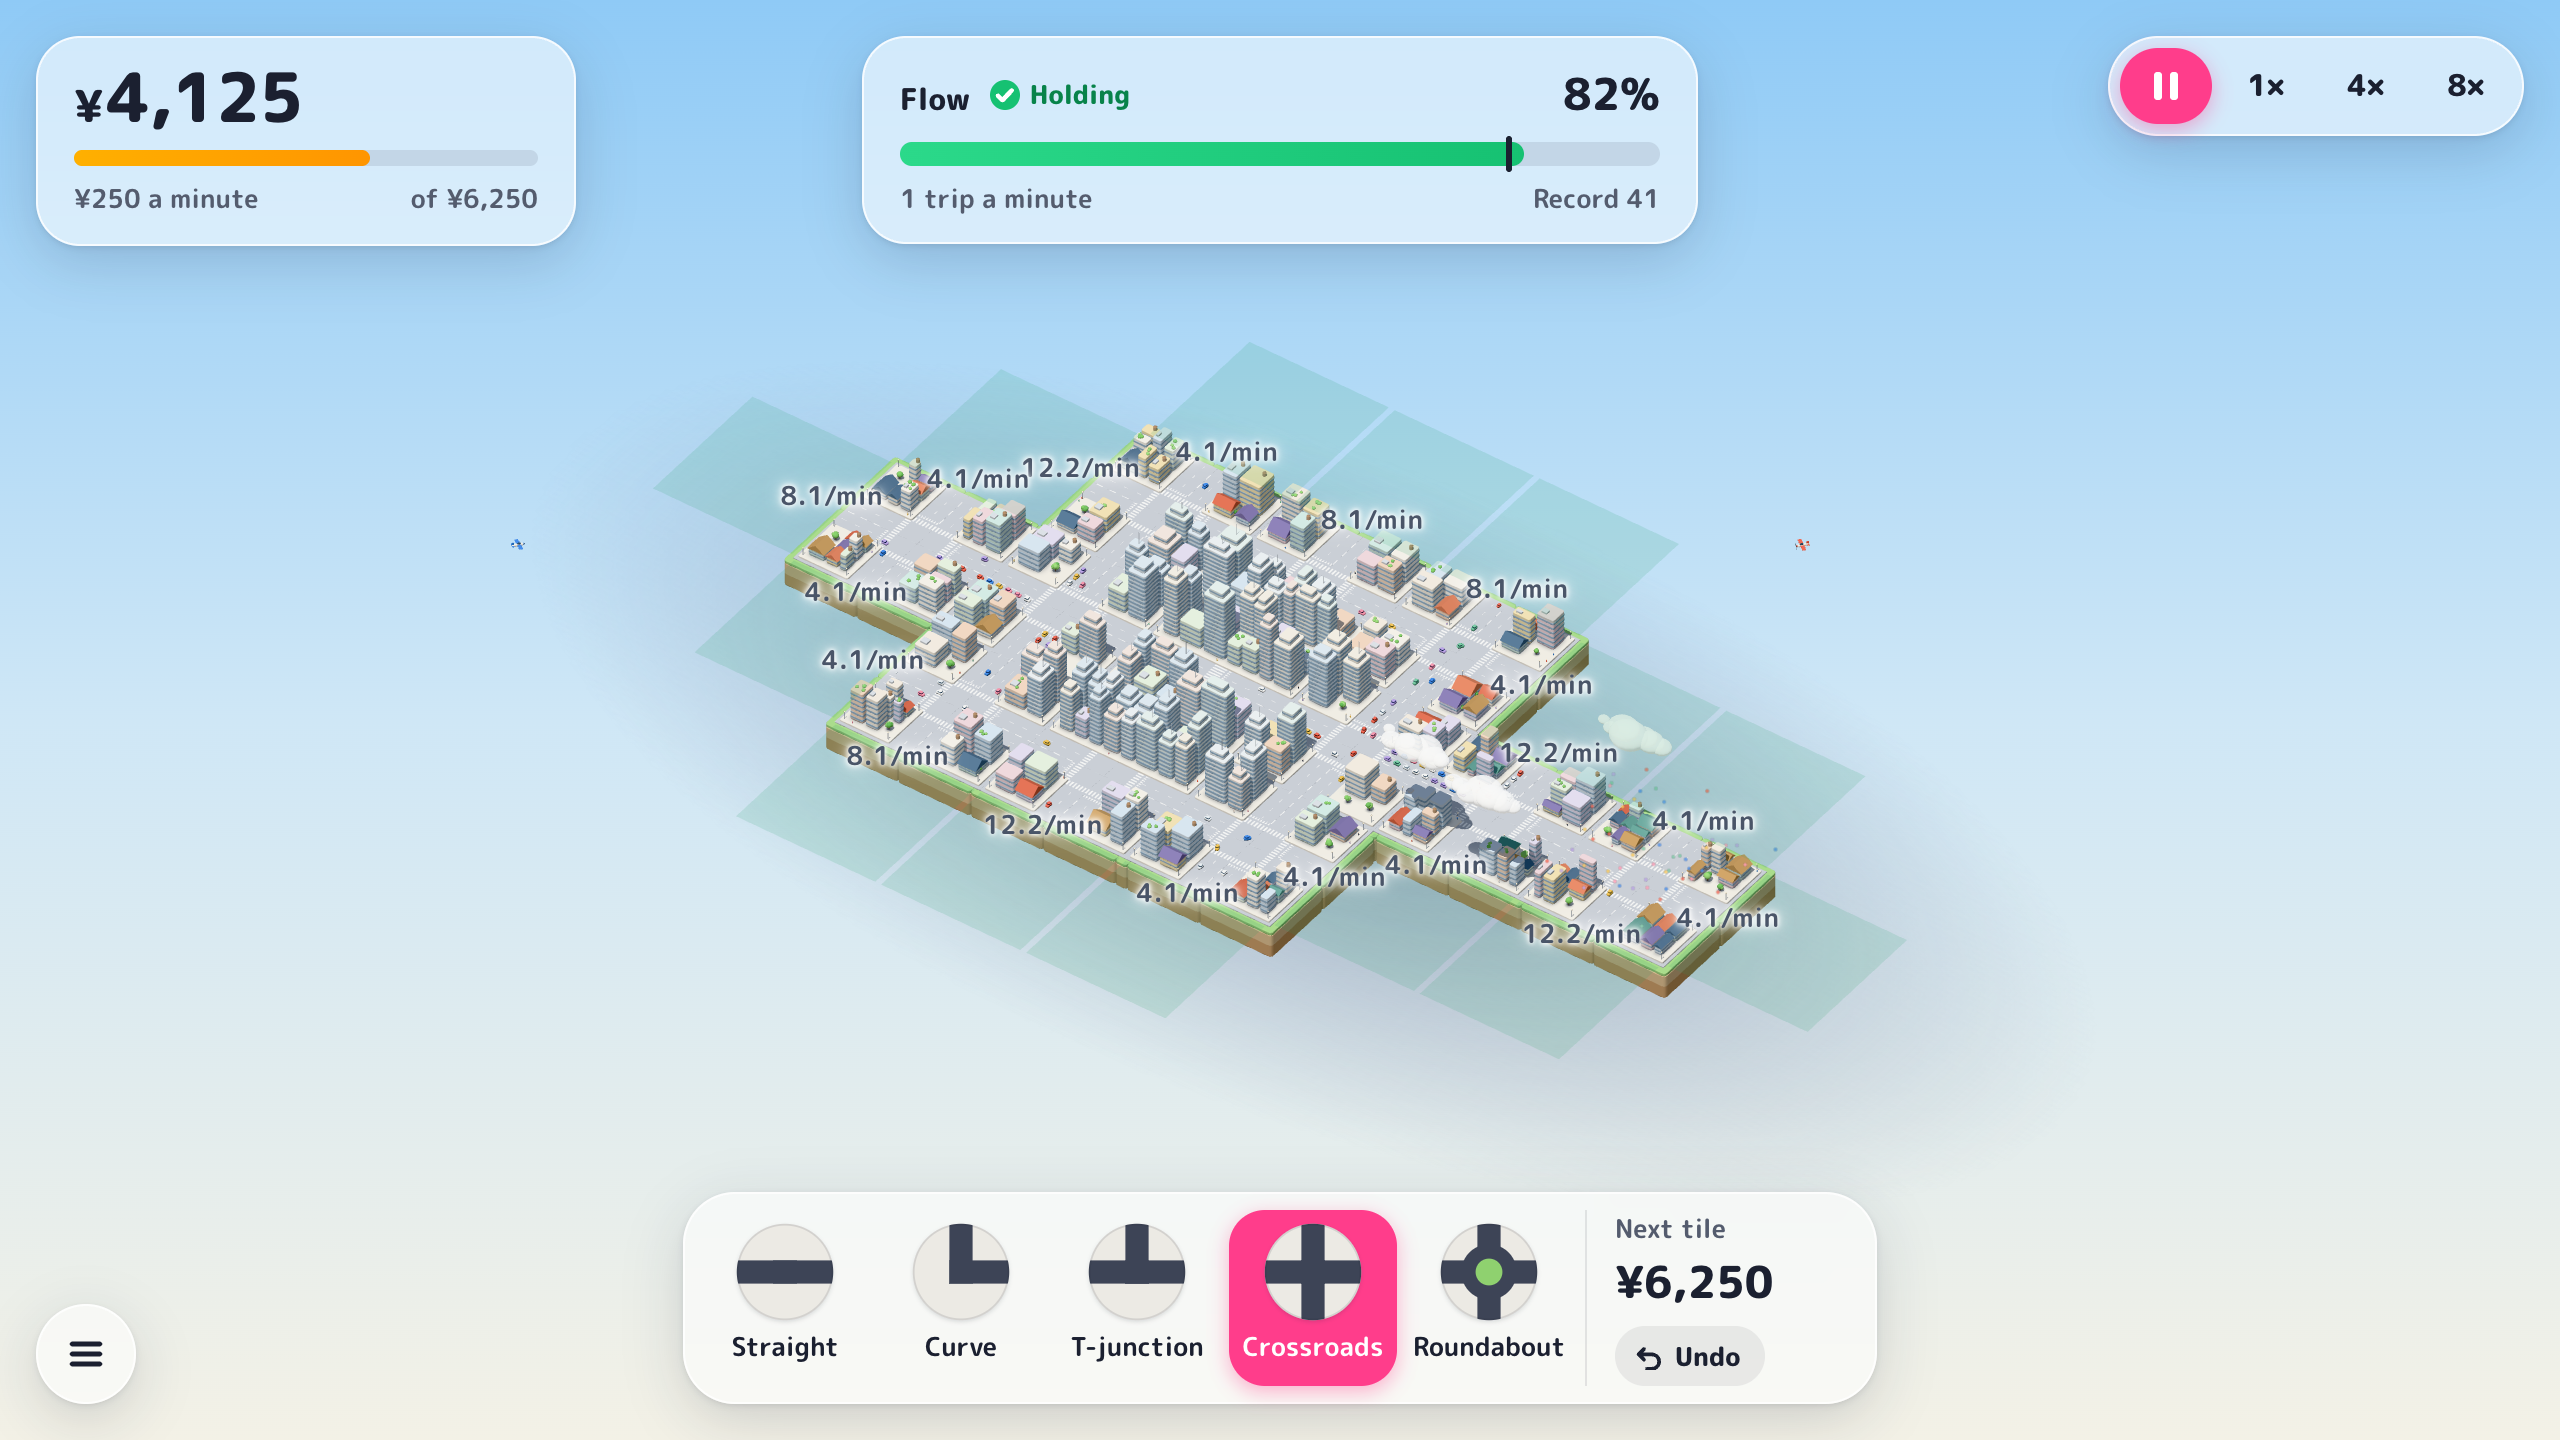 ¥4,125
¥250 a minute
of ¥6,250
Flow
Holding
82%
1 trip a minute
Record 41
1×
4×
8×
4.1/min
12.2/min
4.1/min
8.1/min
8.1/min
8.1/min
4.1/min
4.1/min
4.1/min
12.2/min
8.1/min
4.1/min
12.2/min
4.1/min
4.1/min
4.1/min
4.1/min
12.2/min
Straight
Curve
T-junction
Crossroads
Roundabout
Next tile
¥6,250
Undo